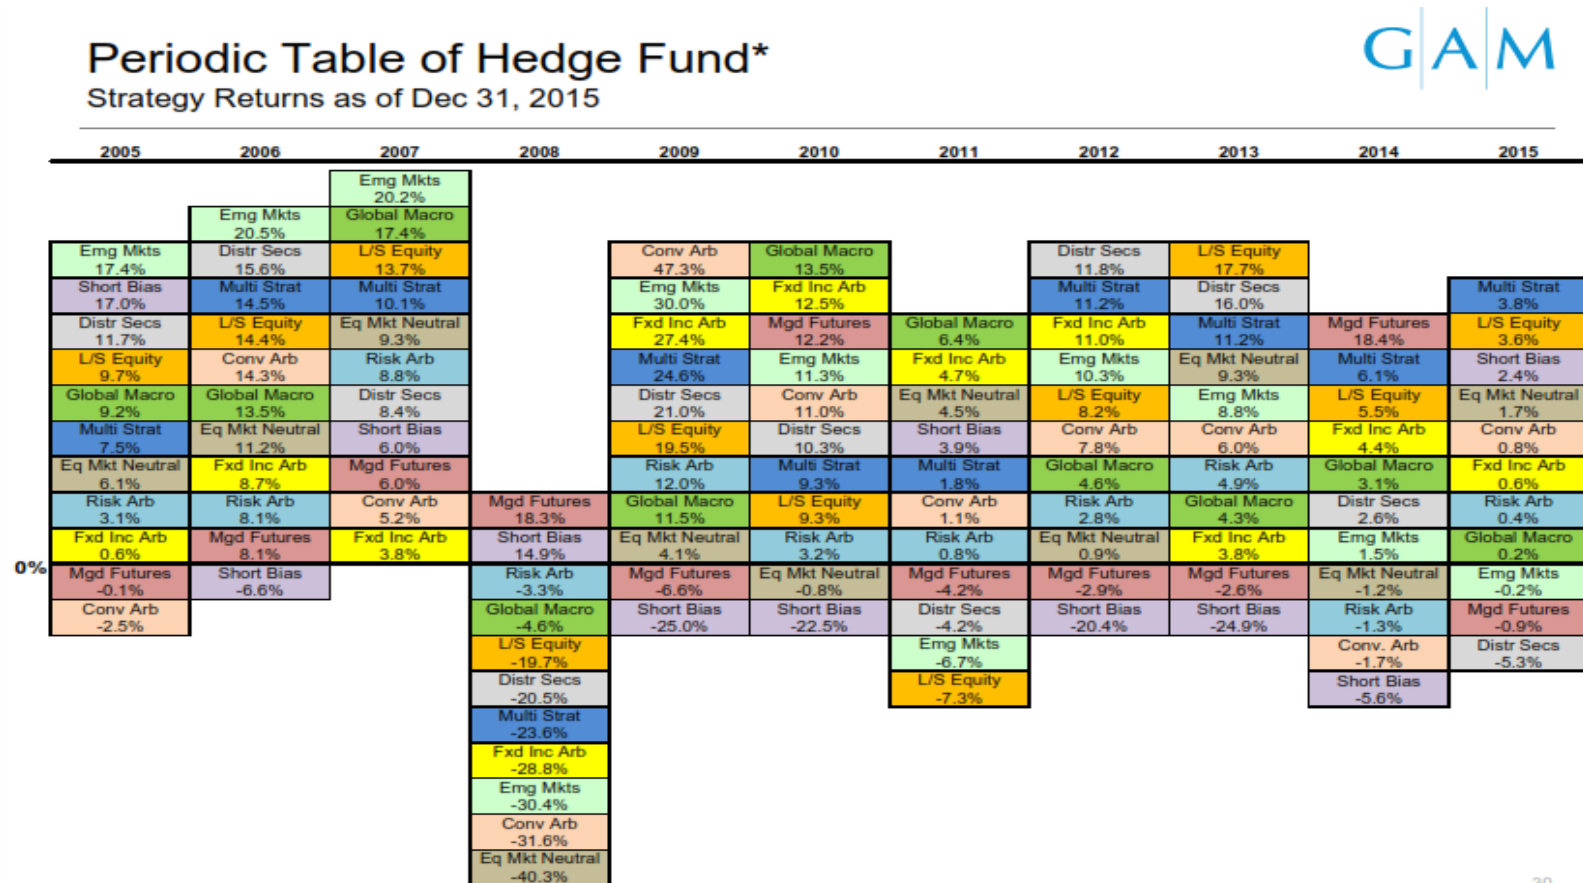 Periodic Table of Hedge Fund*
Strategy Returns as of Dec 31, 2015
GAM
2005
Emg Mkts
17.4%
Short Bias
17.0%
Distr Secs
11.7%
L/S Equity
9.7%
Global Macro
9.2%
Multi Strat
7.5%
Eq Mkt Neutral
6.1%
Risk Arb
3.1%
Fxd Inc Arb
0.6%
0%
Mgd Futures
-0.1%
Conv Arb
-2.5%
2006
Emg Mkts
20.5%
Distr Secs
15.6%
Multi Strat
14.5%
L/S Equity
14.4%
Conv Arb
14.3%
Global Macro
13.5%
Eq Mkt Neutral
11.2%
Fxd Inc Arb
8.7%
Risk Arb
8.1%
Mgd Futures
8.1%
Short Bias
-6.6%
2007
Emg Mkts
20.2%
Global Macro
17.4%
L/S Equity
13.7%
Multi Strat
10.1%
Eq Mkt Neutral
9.3%
Risk Arb
8.8%
Distr Secs
8.4%
Short Bias
6.0%
Mgd Futures
6.0%
Conv Arb
5.2%
Fxd Inc Arb
3.8%
2008
Mgd Futures
18.3%
Short Bias
14.9%
Risk Arb
-3.3%
Global Macro
-4.6%
L/S Equity
-19.7%
Distr Secs
-20.5%
Multi Strat
-23.6%
Fxd Inc Arb
-28.8%
Emg Mkts
-30.4%
Conv Arb
-31.6%
Eq Mkt Neutral
-40.3%
2009
Conv Arb
47.3%
Emg Mkts
30.0%
Fxd Inc Arb
27.4%
Multi Strat
24.6%
Distr Secs
21.0%
L/S Equity
19.5%
Risk Arb
12.0%
Global Macro
11.5%
Eq Mkt Neutral
4.1%
Mgd Futures
-6.6%
Short Bias
-25.0%
2010
Global Macro
13.5%
Fxd Inc Arb
12.5%
Mgd Futures
12.2%
Emg Mkts
11.3%
Conv Arb
11.0%
Distr Secs
10.3%
Multi Strat
9.3%
L/S Equity
9.3%
Risk Arb
3.2%
Eq Mkt Neutral
-0.8%
Short Bias
-22.5%
2011
Global Macro
6.4%
Fxd Inc Arb
4.7%
Eq Mkt Neutral
4.5%
Short Bias
3.9%
Multi Strat
1.8%
Conv Arb
1.1%
Risk Arb
0.8%
Mgd Futures
-4.2%
Distr Secs
-4.2%
Emg Mkts
-6.7%
L/S Equity
-7.3%
2012
Distr Secs
11.8%
Multi Strat
11.2%
Fxd Inc Arb
11.0%
Emg Mkts
10.3%
L/S Equity
8.2%
Conv Arb
7.8%
Global Macro
4.6%
Risk Arb
2.8%
Eq Mkt Neutral
0.9%
Mgd Futures
-2.9%
Short Bias
-20.4%
2013
L/S Equity
17.7%
Distr Secs
16.0%
Multi Strat
11.2%
Eq Mkt Neutral
9.3%
Emg Mkts
8.8%
Conv Arb
6.0%
Risk Arb
4.9%
Global Macro
4.3%
Fxd Inc Arb
3.8%
Mgd Futures
-2.6%
Short Bias
-24.9%
2014
Mgd Futures
18.4%
Multi Strat
6.1%
L/S Equity
5.5%
Fxd Inc Arb
4.4%
Global Macro
3.1%
Distr Secs
2.6%
Emg Mkts
1.5%
Eq Mkt Neutral
-1.2%
Risk Arb
-1.3%
Conv. Arb
-1.7%
Short Bias
-5.6%
2015
Multi Strat
3.8%
L/S Equity
3.6%
Short Bias
2.4%
Eq Mkt Neutral
1.7%
Conv Arb
0.8%
Fxd Inc Arb
0.6%
Risk Arb
0.4%
Global Macro
0.2%
Emg Mkts
-0.2%
Mgd Futures
-0.9%
Distr Secs
-5.3%